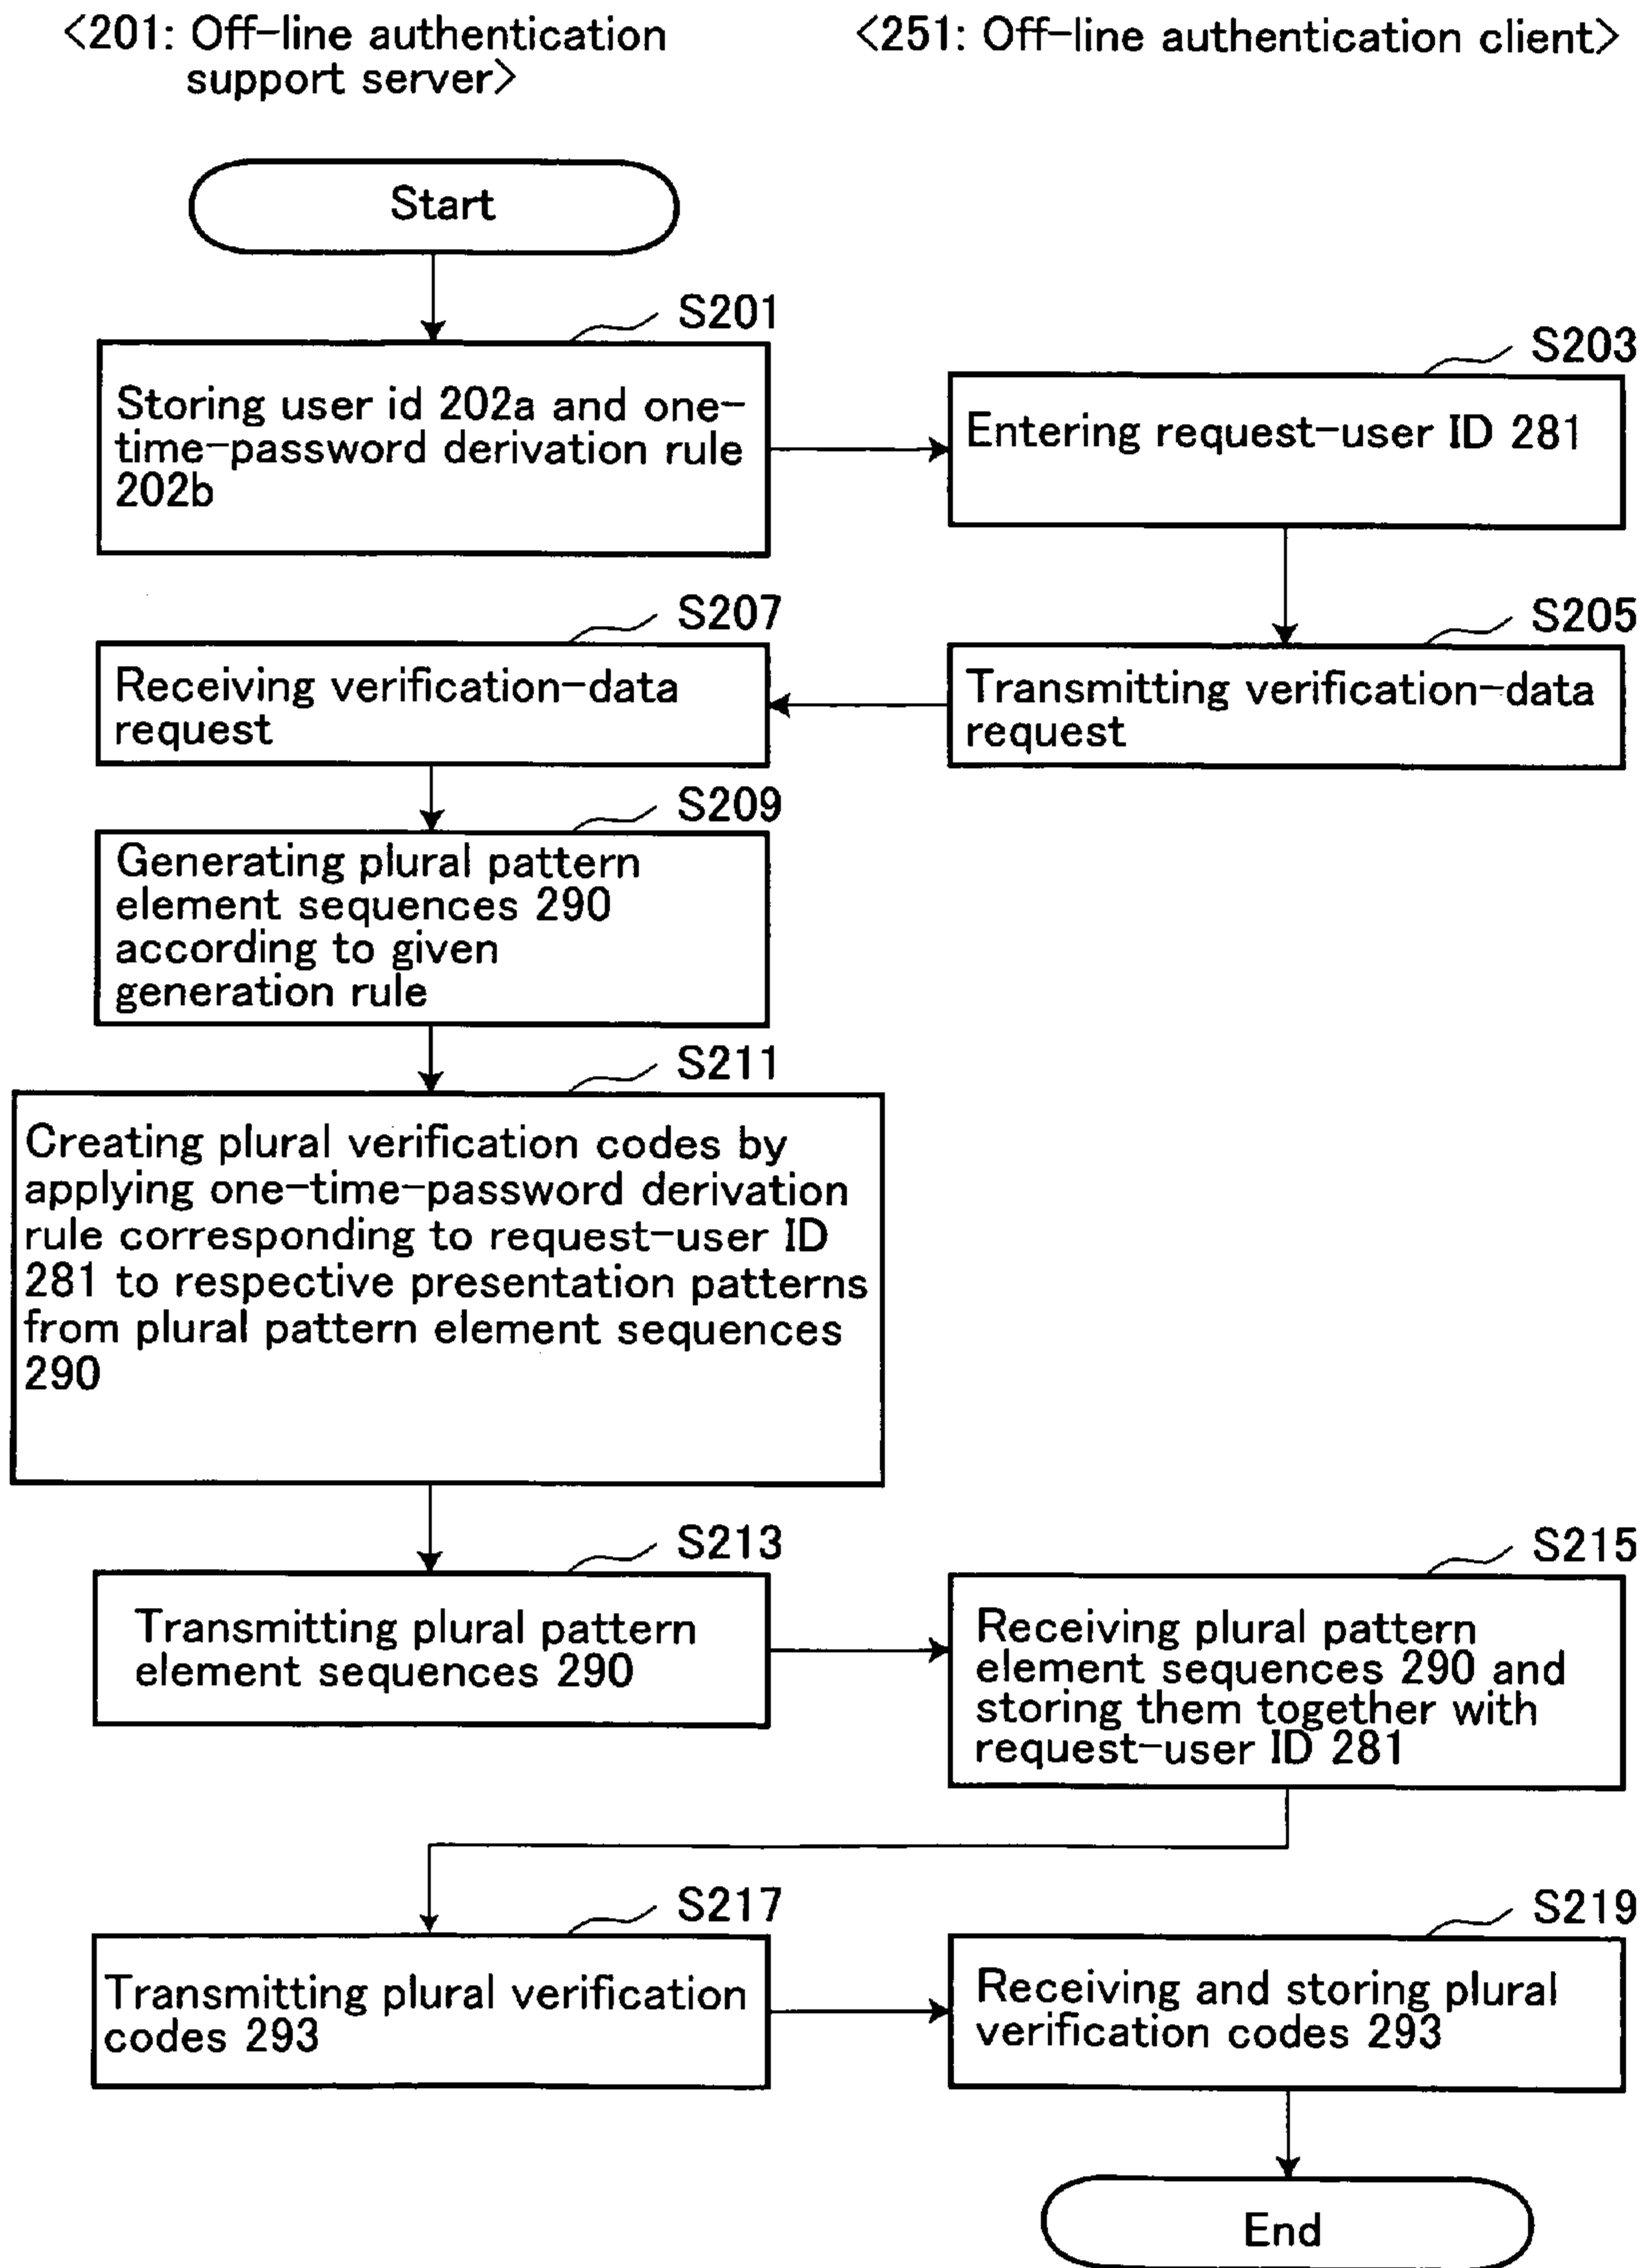 <201: Off-line authentication
support server>
<251: Off-line authentication client>
Start
S201
Storing user id 202a and one-
time-password derivation rule
202b
S203
Entering request-user ID 281
S205
Transmitting verification-data
request
S207
Receiving verification-data
request
S209
Generating plural pattern
element sequences 290
according to given
generation rule
S211
Creating plural verification codes by
applying one-time-password derivation
rule corresponding to request-user ID
281 to respective presentation patterns
from plural pattern element sequences
290
S213
Transmitting plural pattern
element sequences 290
S215
Receiving plural pattern
element sequences 290 and
storing them together with
request-user ID 281
S217
Transmitting plural verification
codes 293
S219
Receiving and storing plural
verification codes 293
End